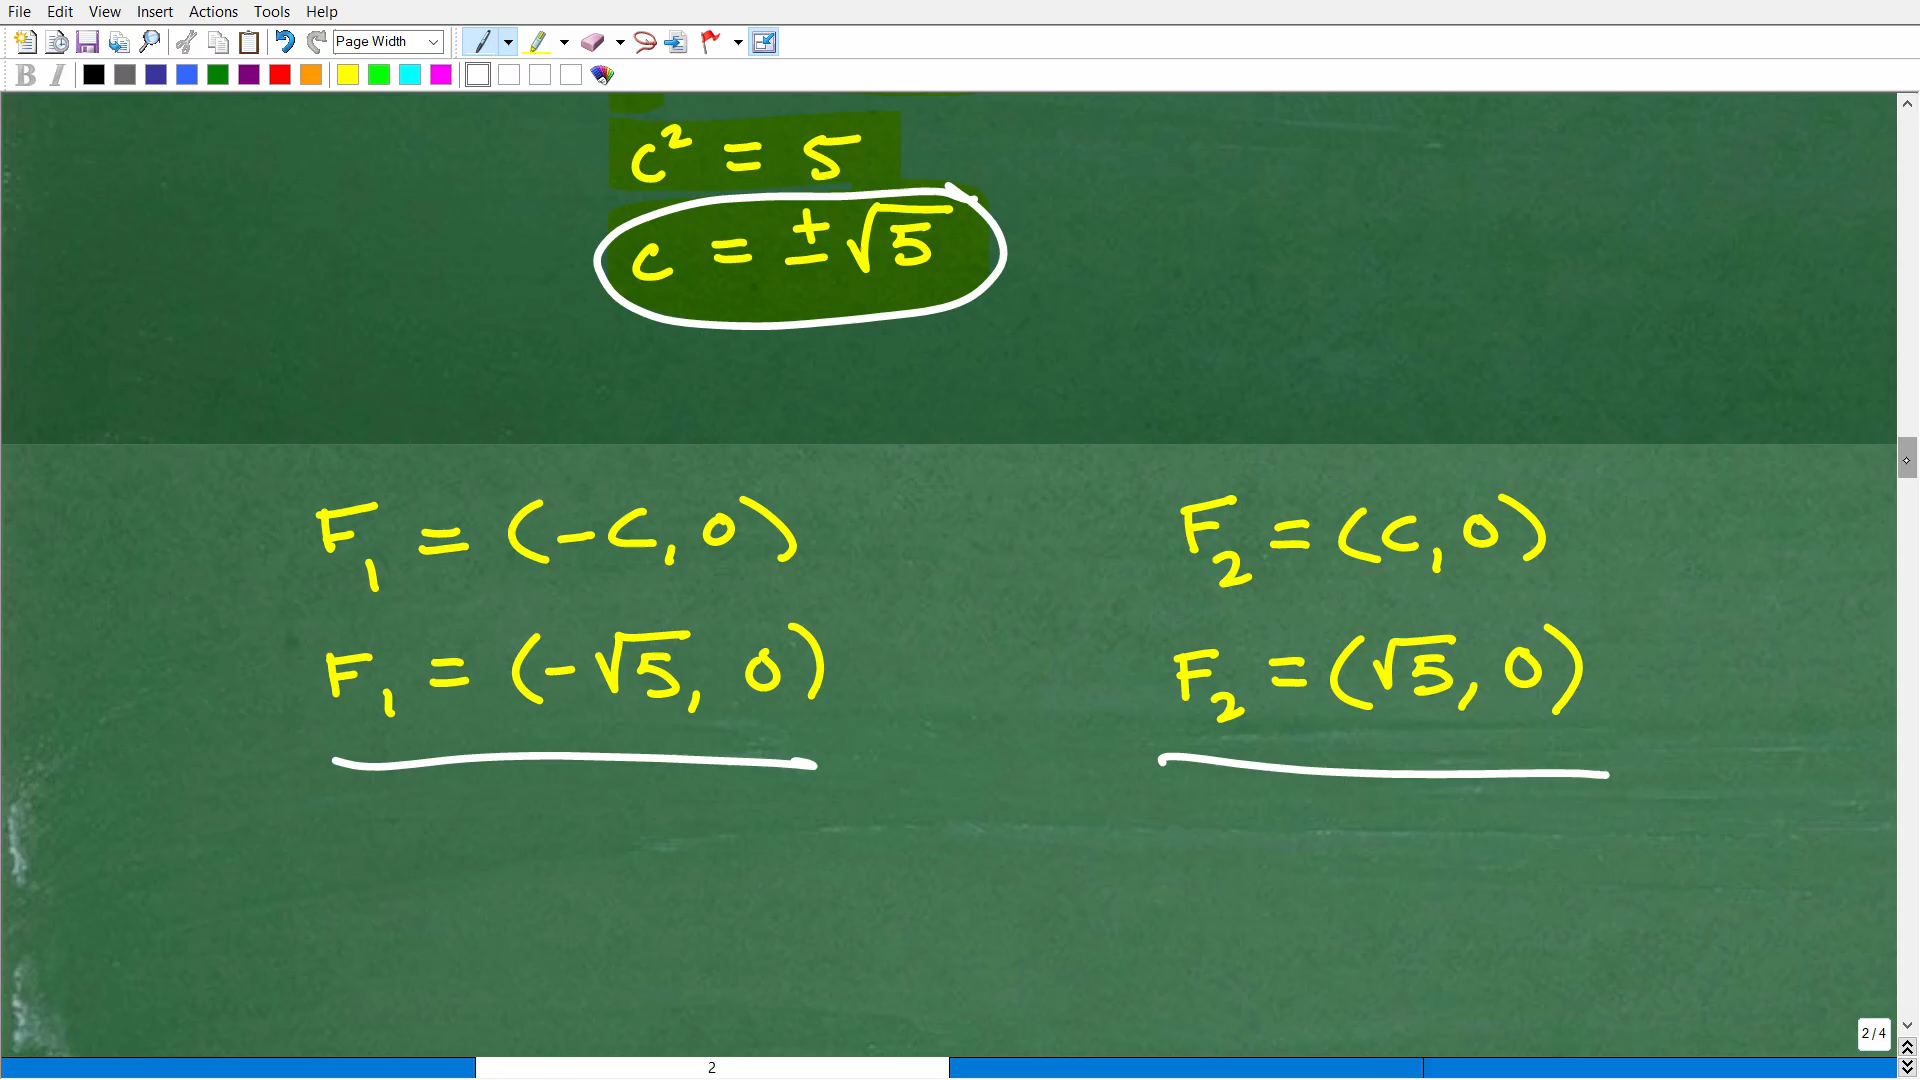 File Edit View Insert Actions Tools Help
Page Width
B I
c² = 5
c = ±√5
F₁ = (-c, 0)
F₂ = (c, 0)
F₁ = (-√5, 0)
F₂ = (√5, 0)
2 / 4
2